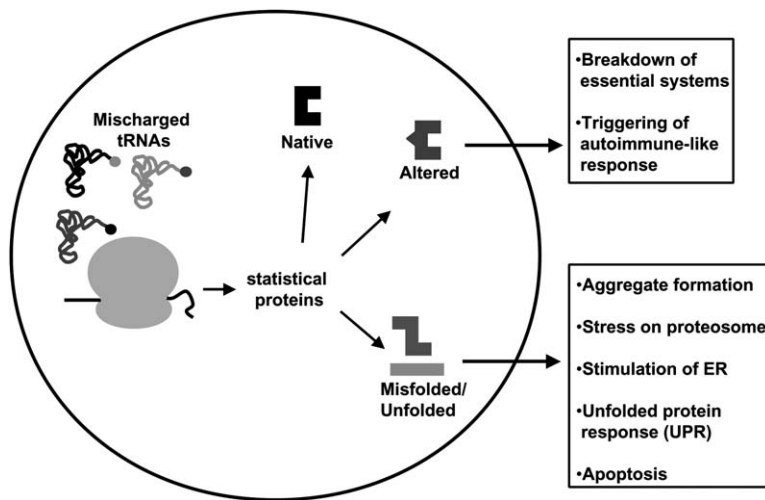 Mischarged
tRNAs
Native
Altered
statistical
proteins
Misfolded/
Unfolded
•Breakdown of
essential systems
•Triggering of
autoimmune-like
response
•Aggregate formation
•Stress on proteosome
•Stimulation of ER
•Unfolded protein
response (UPR)
•Apoptosis